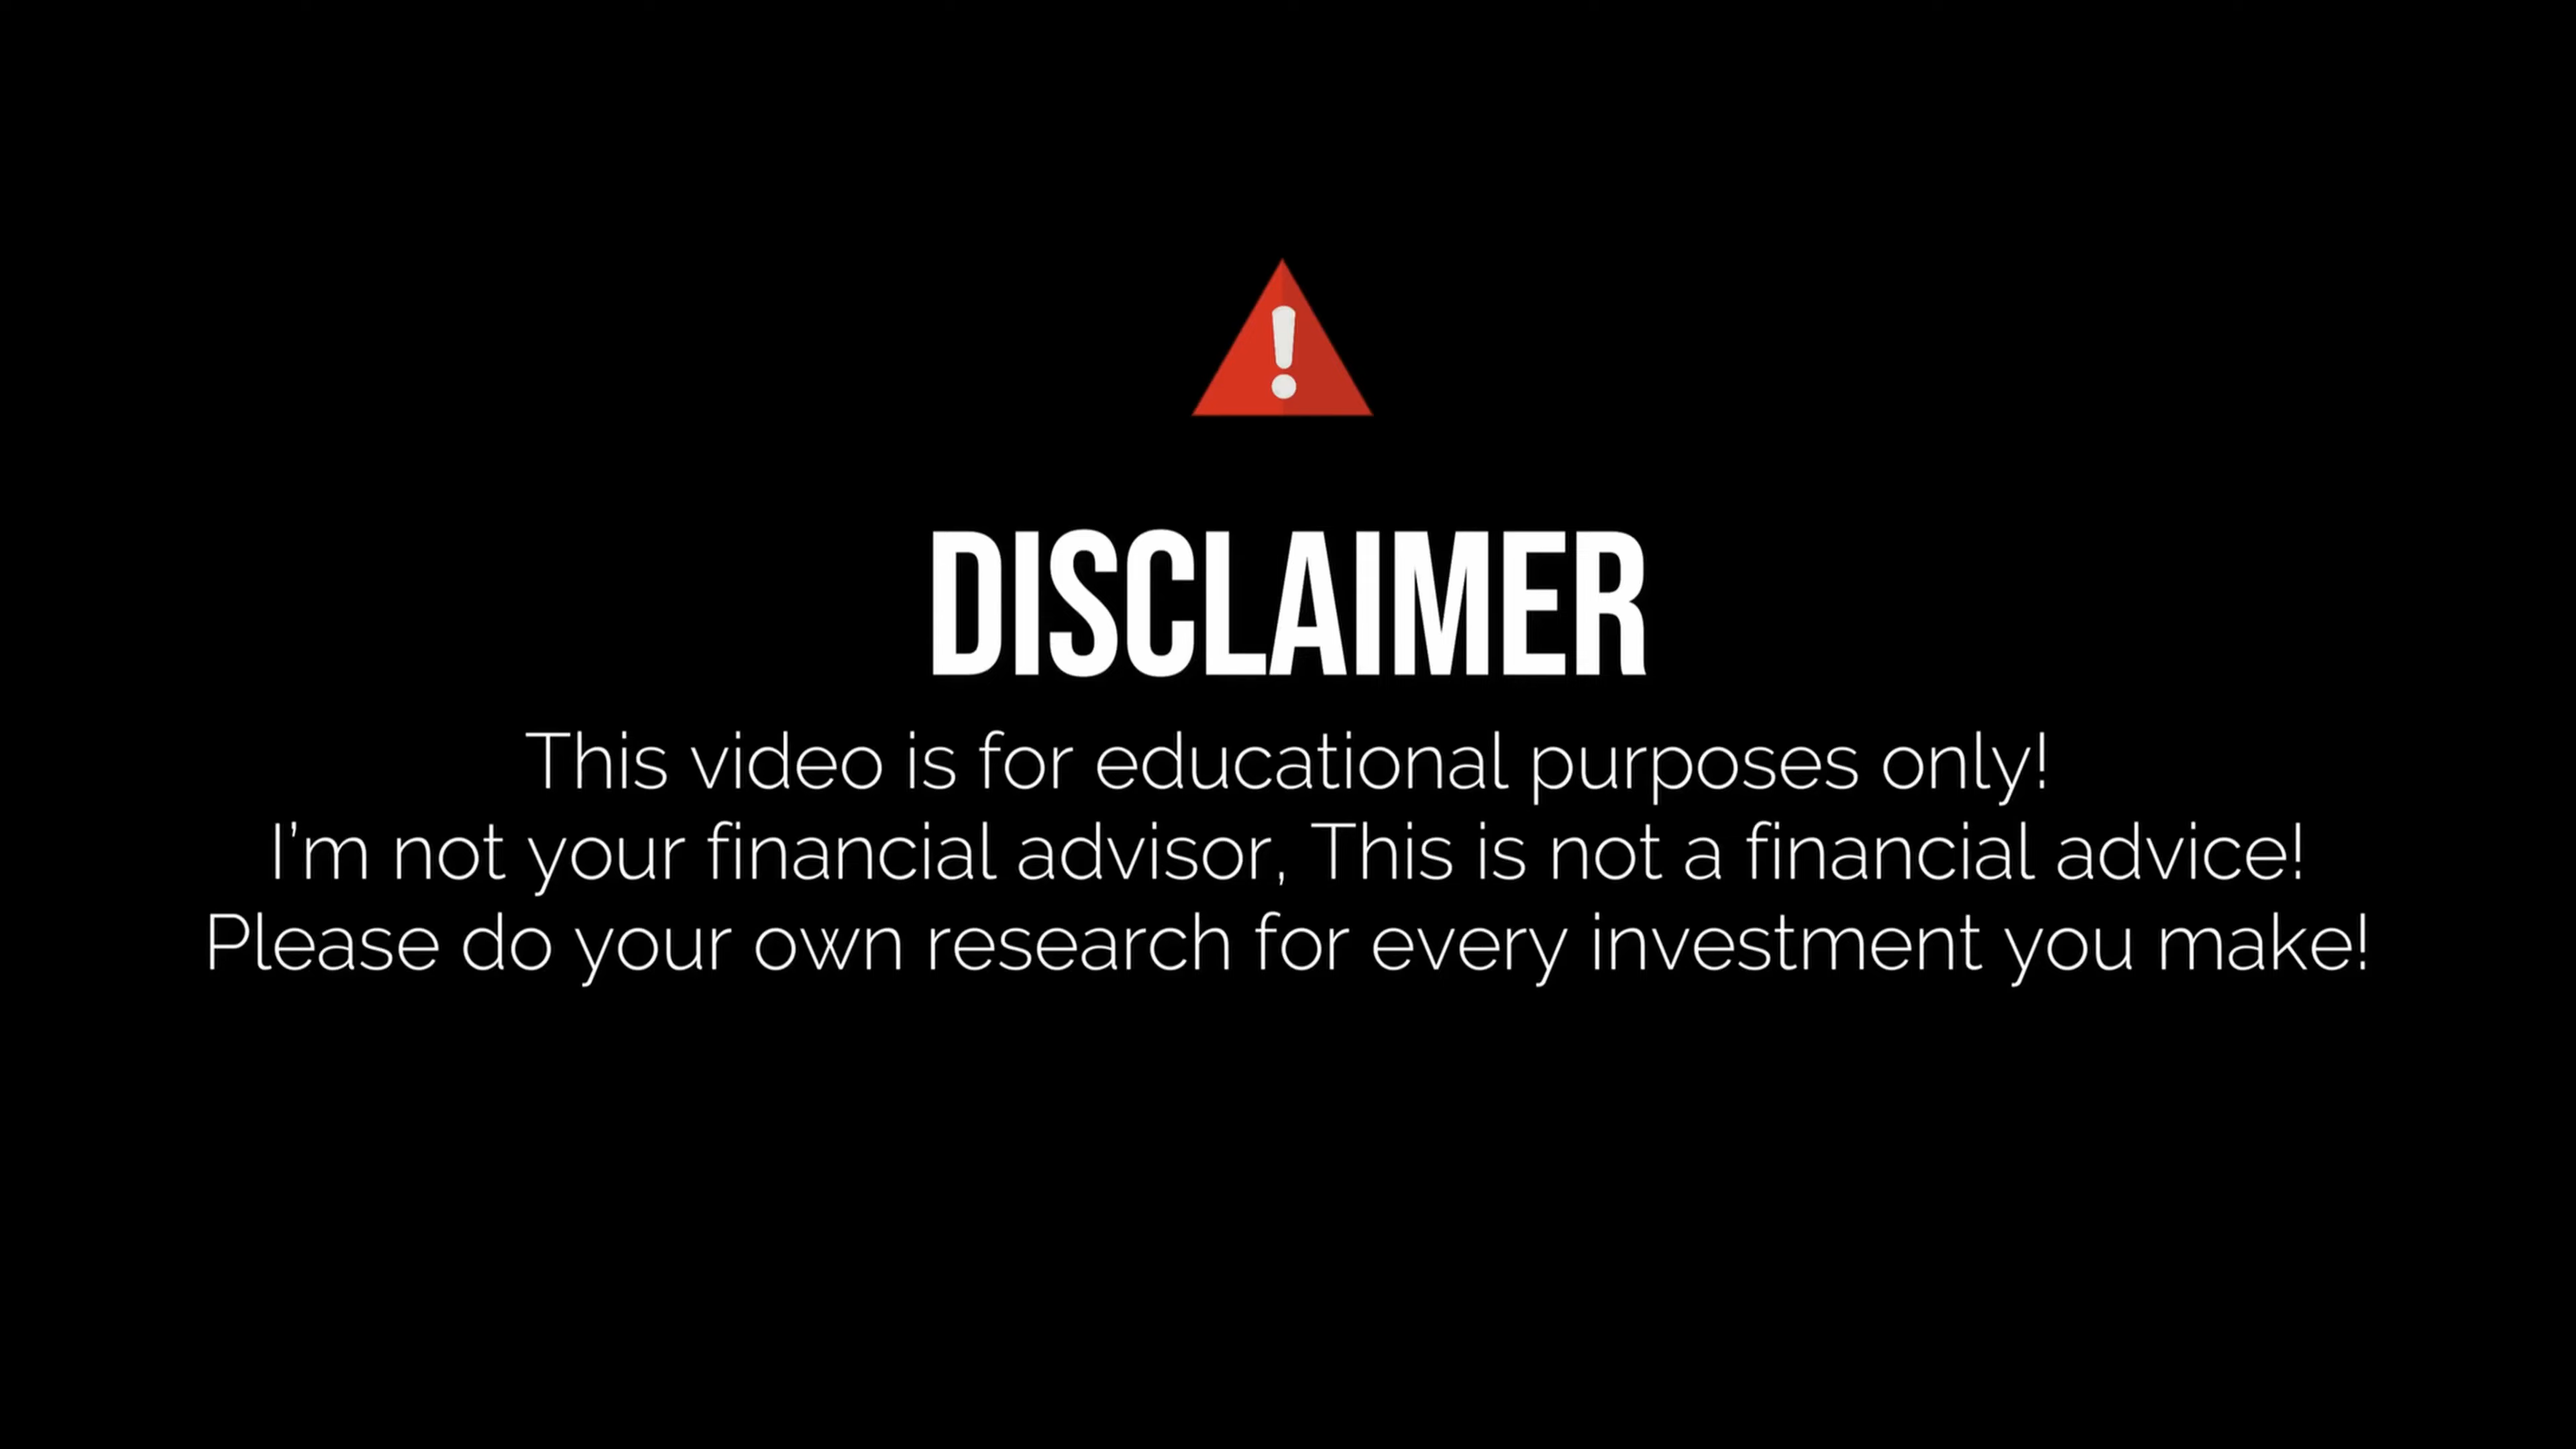 DISCLAIMER
This video is for educational purposes only!
I'm not your financial advisor, This is not a financial advice!
Please do your own research for every investment you make!